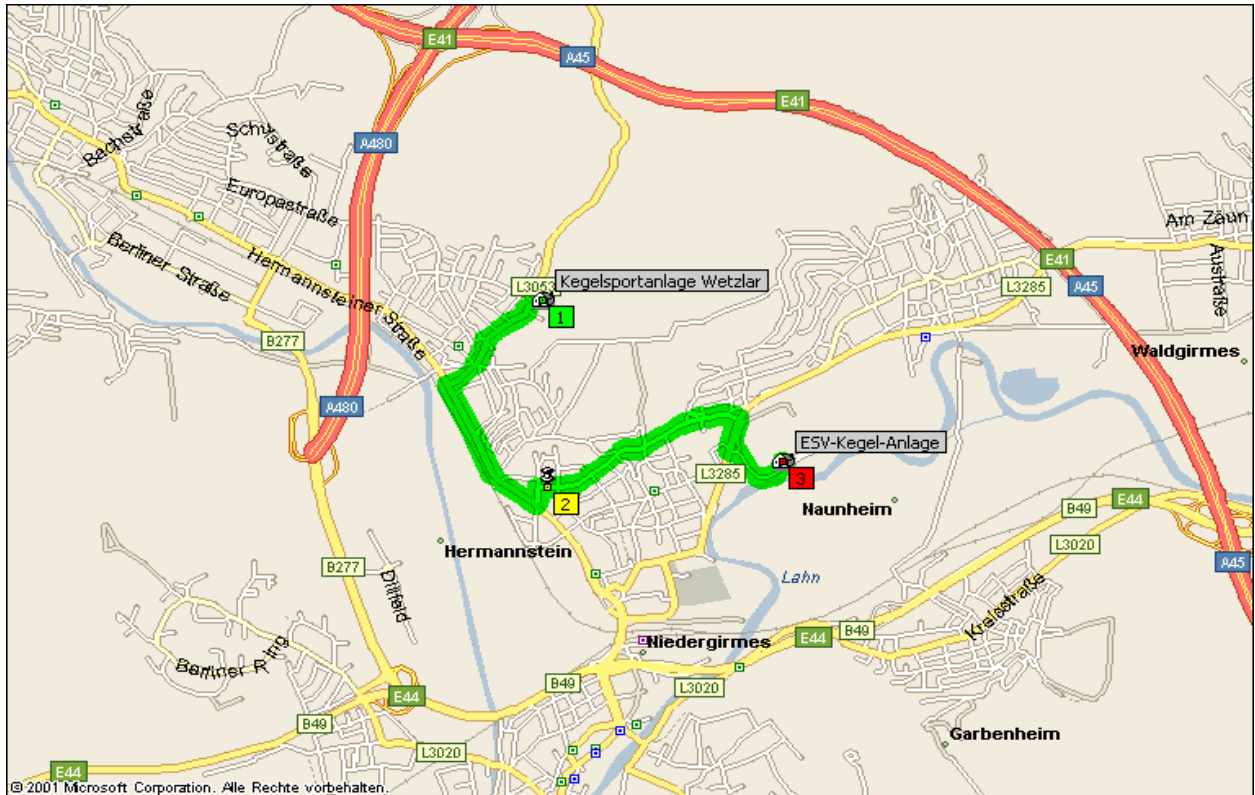 E41
A45
E41
A480
Bachstraße
Schulstraße
Europastraße
Am Zäun
Berliner Straße
Hermannsteiner Straße
Austraße
E41
L3053
Kegelsportanlage Wetzlar
1
L3285
A45
B277
Waldgirmes
A480
ESV-Kegel-Anlage
L3285
3
2
Naunheim
E44
B49
Hermannstein
L3020
A45
B277
Dillfeld
Lahn
Kreisstraße
Niedergirmes
E44
B49
Berliner Ring
B49
L3020
E44
B49
Garbenheim
L3020
E44
© 2001 Microsoft Corporation. Alle Rechte vorbehalten.